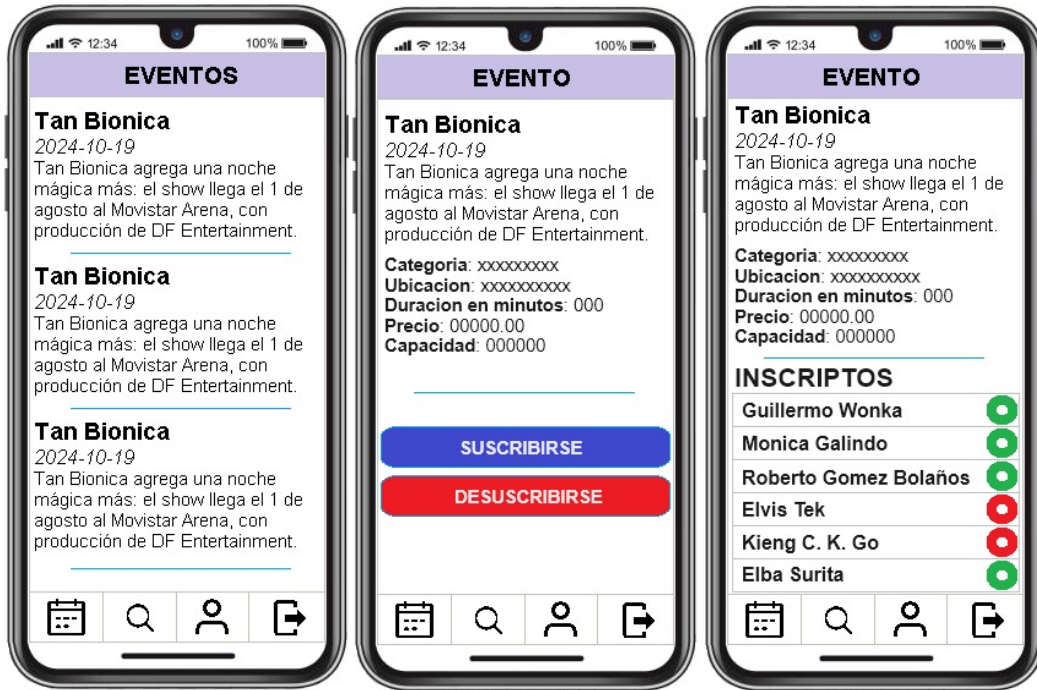 12:34
100%
EVENTOS
Tan Bionica
2024-10-19
Tan Bionica agrega una noche
mágica más: el show llega el 1 de
agosto al Movistar Arena, con
producción de DF Entertainment.
Tan Bionica
2024-10-19
Tan Bionica agrega una noche
mágica más: el show llega el 1 de
agosto al Movistar Arena, con
producción de DF Entertainment.
Tan Bionica
2024-10-19
Tan Bionica agrega una noche
mágica más: el show llega el 1 de
agosto al Movistar Arena, con
producción de DF Entertainment.
12:34
100%
EVENTO
Tan Bionica
2024-10-19
Tan Bionica agrega una noche
mágica más: el show llega el 1 de
agosto al Movistar Arena, con
producción de DF Entertainment.
Categoria: xxxxxxxxx
Ubicacion: xxxxxxxxxx
Duracion en minutos: 000
Precio: 00000.00
Capacidad: 000000
SUSCRIBIRSE
DESUSCRIBIRSE
12:34
100%
EVENTO
Tan Bionica
2024-10-19
Tan Bionica agrega una noche
mágica más: el show llega el 1 de
agosto al Movistar Arena, con
producción de DF Entertainment.
Categoria: xxxxxxxxx
Ubicacion: xxxxxxxxxx
Duracion en minutos: 000
Precio: 00000.00
Capacidad: 000000
INSCRIPTOS
Guillermo Wonka
Monica Galindo
Roberto Gomez Bolaños
Elvis Tek
Kieng C. K. Go
Elba Surita